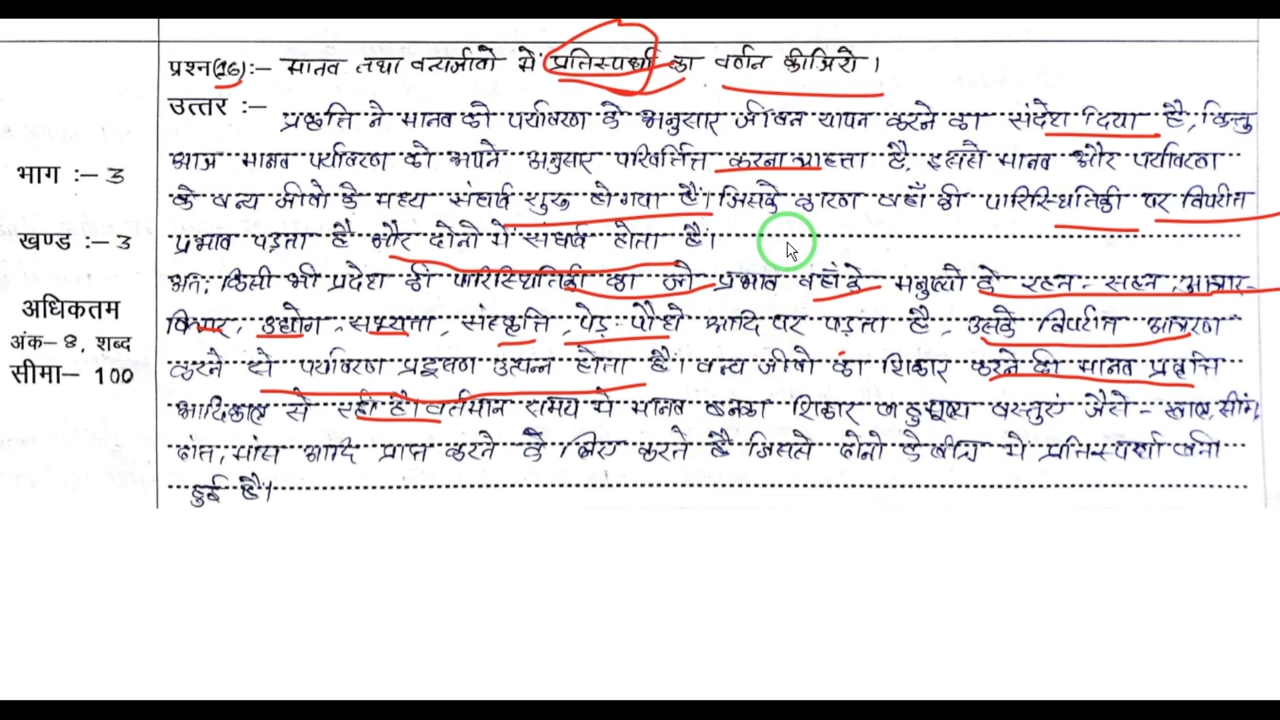 प्रश्न(16):- मानव तथा वन्यजीवो मे प्रतिस्पर्धा का वर्णन कीजिये।
उत्तर :-
प्रकृति ने मानव को पर्यावरण के अनुसार जीवन यापन करने का संदेश दिया है, किन्तु
भाग :- 3
आज मानव पर्यावरण को अपने अनुसार परिवर्तित करना चाहता है, इससे मानव और पर्यावरण
के वन्य जीवो के मध्य संघर्ष शुरू हो गया है। जिसके कारण वहाँ की पारिस्थितिकी पर विपरीत
खण्ड :- 3
प्रभाव पड़ता है और दोनो मे संघर्ष होता है।
अत: किसी भी प्रदेश की पारिस्थितिकी का जो प्रभाव वहाँ के मनुष्यो के रहन - सहन, आचार-
अधिकतम
विचार, उद्योग, सभ्यता, संस्कृति, पेड़-पौधो आदि पर पड़ता है, उसके विपरीत आचरण
अंक- 8, शब्द
करने से पर्यावरण प्रदूषण उत्पन्न होता है। वन्य जीवो का शिकार करने की मानव प्रवृत्ति
सीमा- 100
आदिकाल से रही है। वर्तमान समय मे मानव इनका शिकार बहुमूल्य वस्तुएं जैसे - खाल, सींग,
दांत, मांस आदि प्राप्त करने के लिए करते है जिससे दोनो के बीच मे प्रतिस्पर्धा बनी
हुई है।